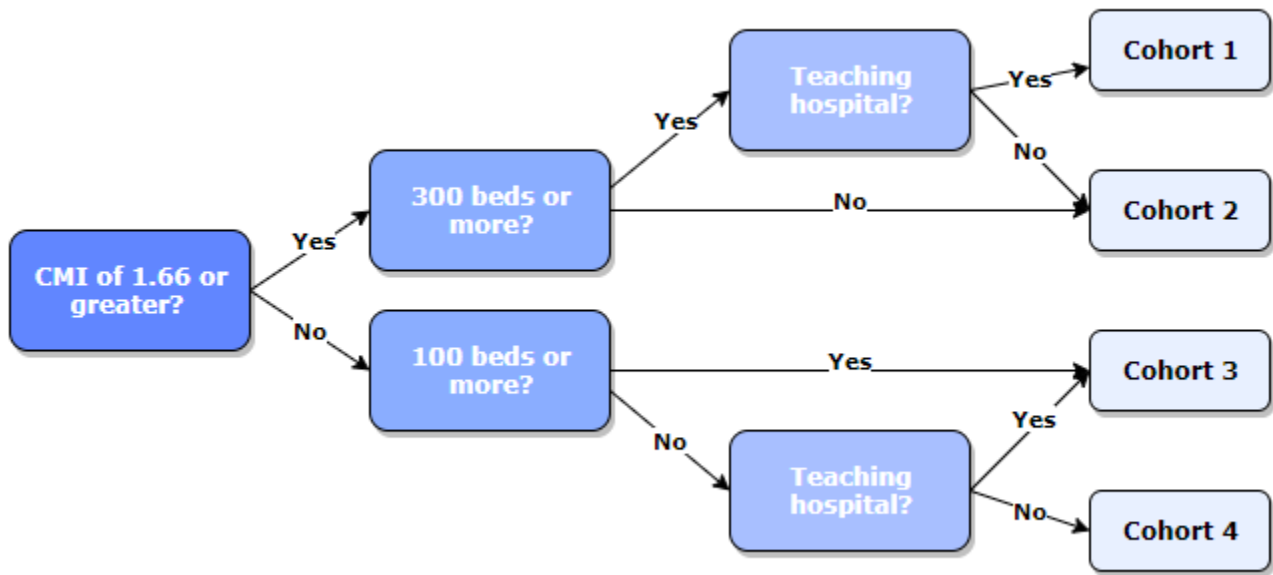 CMI of 1.66 or
greater?
Yes
No
300 beds or
more?
Yes
No
100 beds or
more?
Yes
No
Teaching
hospital?
Yes
No
Teaching
hospital?
Yes
No
Cohort 1
Cohort 2
Cohort 3
Cohort 4